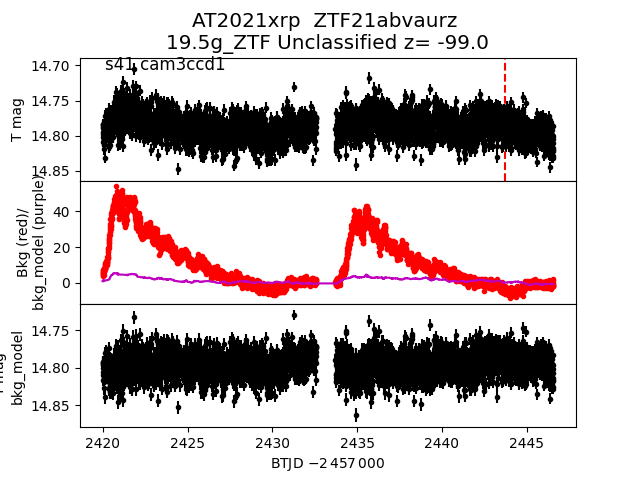 AT2021xrp  ZTF21abvaurz
19.5g_ZTF Unclassified z= -99.0
s41 cam3ccd1
14.70
14.75
14.80
14.85
T mag
40
20
0
Bkg (red)/
bkg_model (purple)
14.75
14.80
14.85
mag
bkg_model
2420
2425
2430
2435
2440
2445
BTJD −2 457 000